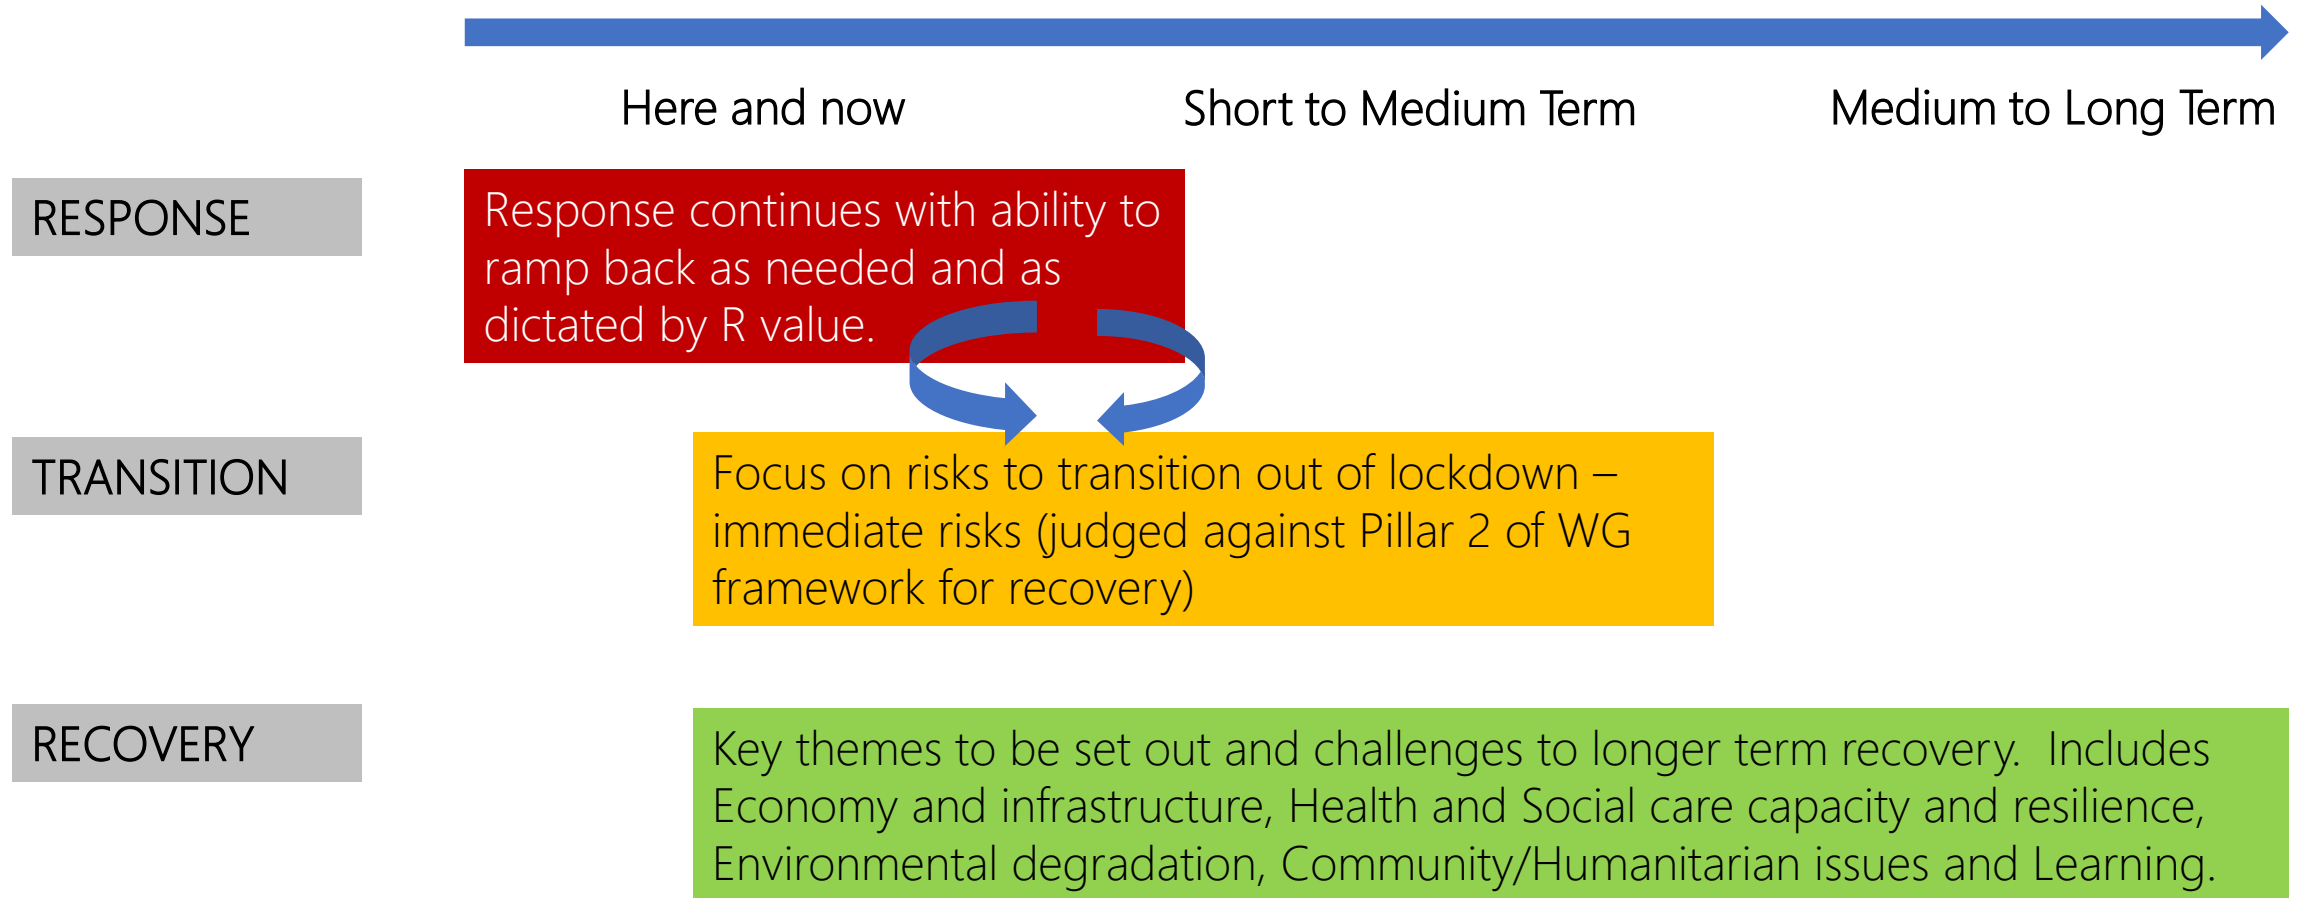 Here and now
Short to Medium Term
Medium to Long Term
RESPONSE
Response continues with ability to
ramp back as needed and as
dictated by R value.
TRANSITION
Focus on risks to transition out of lockdown –
immediate risks (judged against Pillar 2 of WG
framework for recovery)
RECOVERY
Key themes to be set out and challenges to longer term recovery.  Includes
Economy and infrastructure, Health and Social care capacity and resilience,
Environmental degradation, Community/Humanitarian issues and Learning.